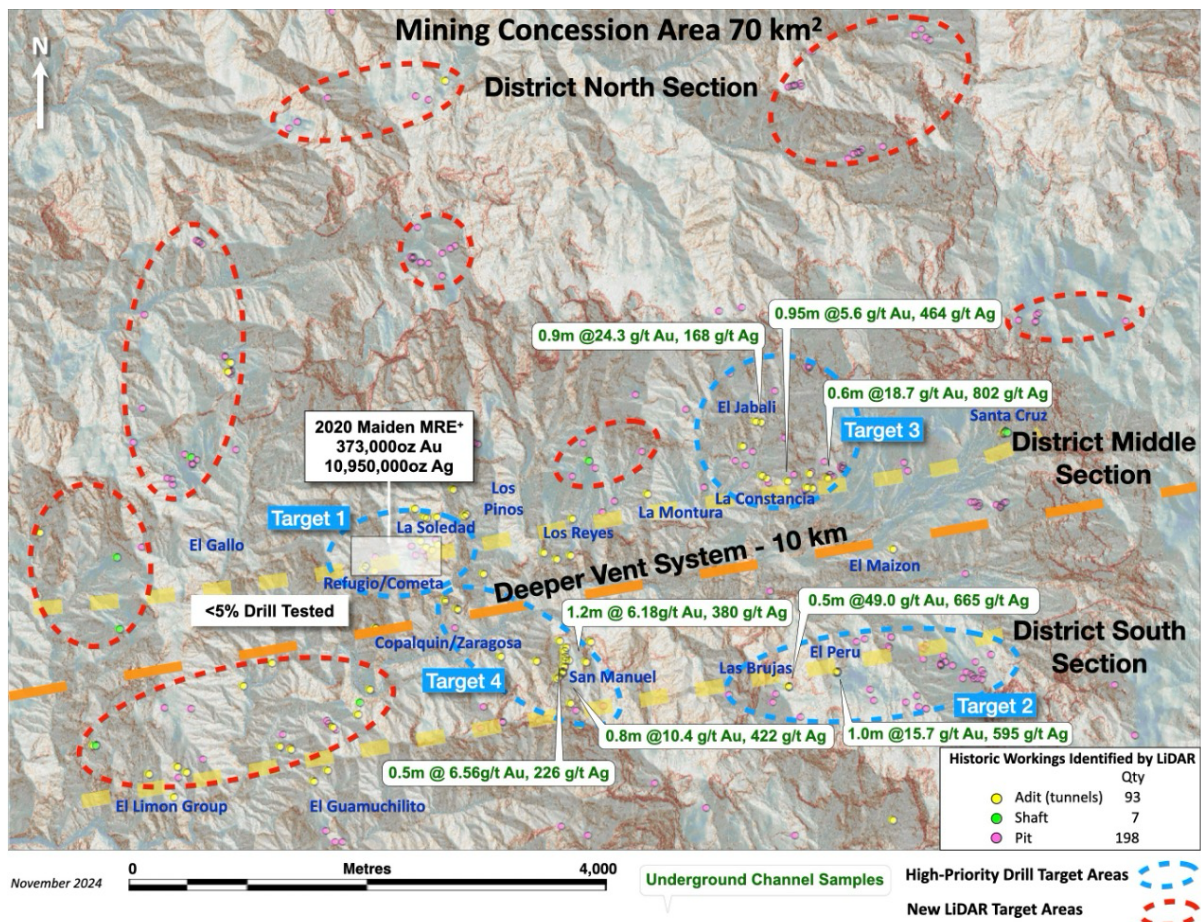 Mining Concession Area 70 km²
N
District North Section
0.95m @5.6 g/t Au, 464 g/t Ag
0.9m @24.3 g/t Au, 168 g/t Ag
0.6m @18.7 g/t Au, 802 g/t Ag
El Jabali
Santa Cruz
2020 Maiden MRE⁺
373,000oz Au
10,950,000oz Ag
Target 3
District Middle
Section
Los
Pinos
La Constancia
La Montura
Target 1
La Soledad
Los Reyes
El Gallo
Deeper Vent System - 10 km
El Maizon
Refugio/Cometa
<5% Drill Tested
1.2m @ 6.18g/t Au, 380 g/t Ag
0.5m @49.0 g/t Au, 665 g/t Ag
Copalquin/Zaragosa
El Peru
District South
Section
Las Brujas
San Manuel
Target 4
Target 2
0.8m @10.4 g/t Au, 422 g/t Ag
1.0m @15.7 g/t Au, 595 g/t Ag
0.5m @ 6.56g/t Au, 226 g/t Ag
El Limon Group
El Guamuchilito
Historic Workings Identified by LiDAR
Qty
Adit (tunnels) 93
Shaft 7
Pit 198
November 2024
0 Metres 4,000
Underground Channel Samples
High-Priority Drill Target Areas
New LiDAR Target Areas